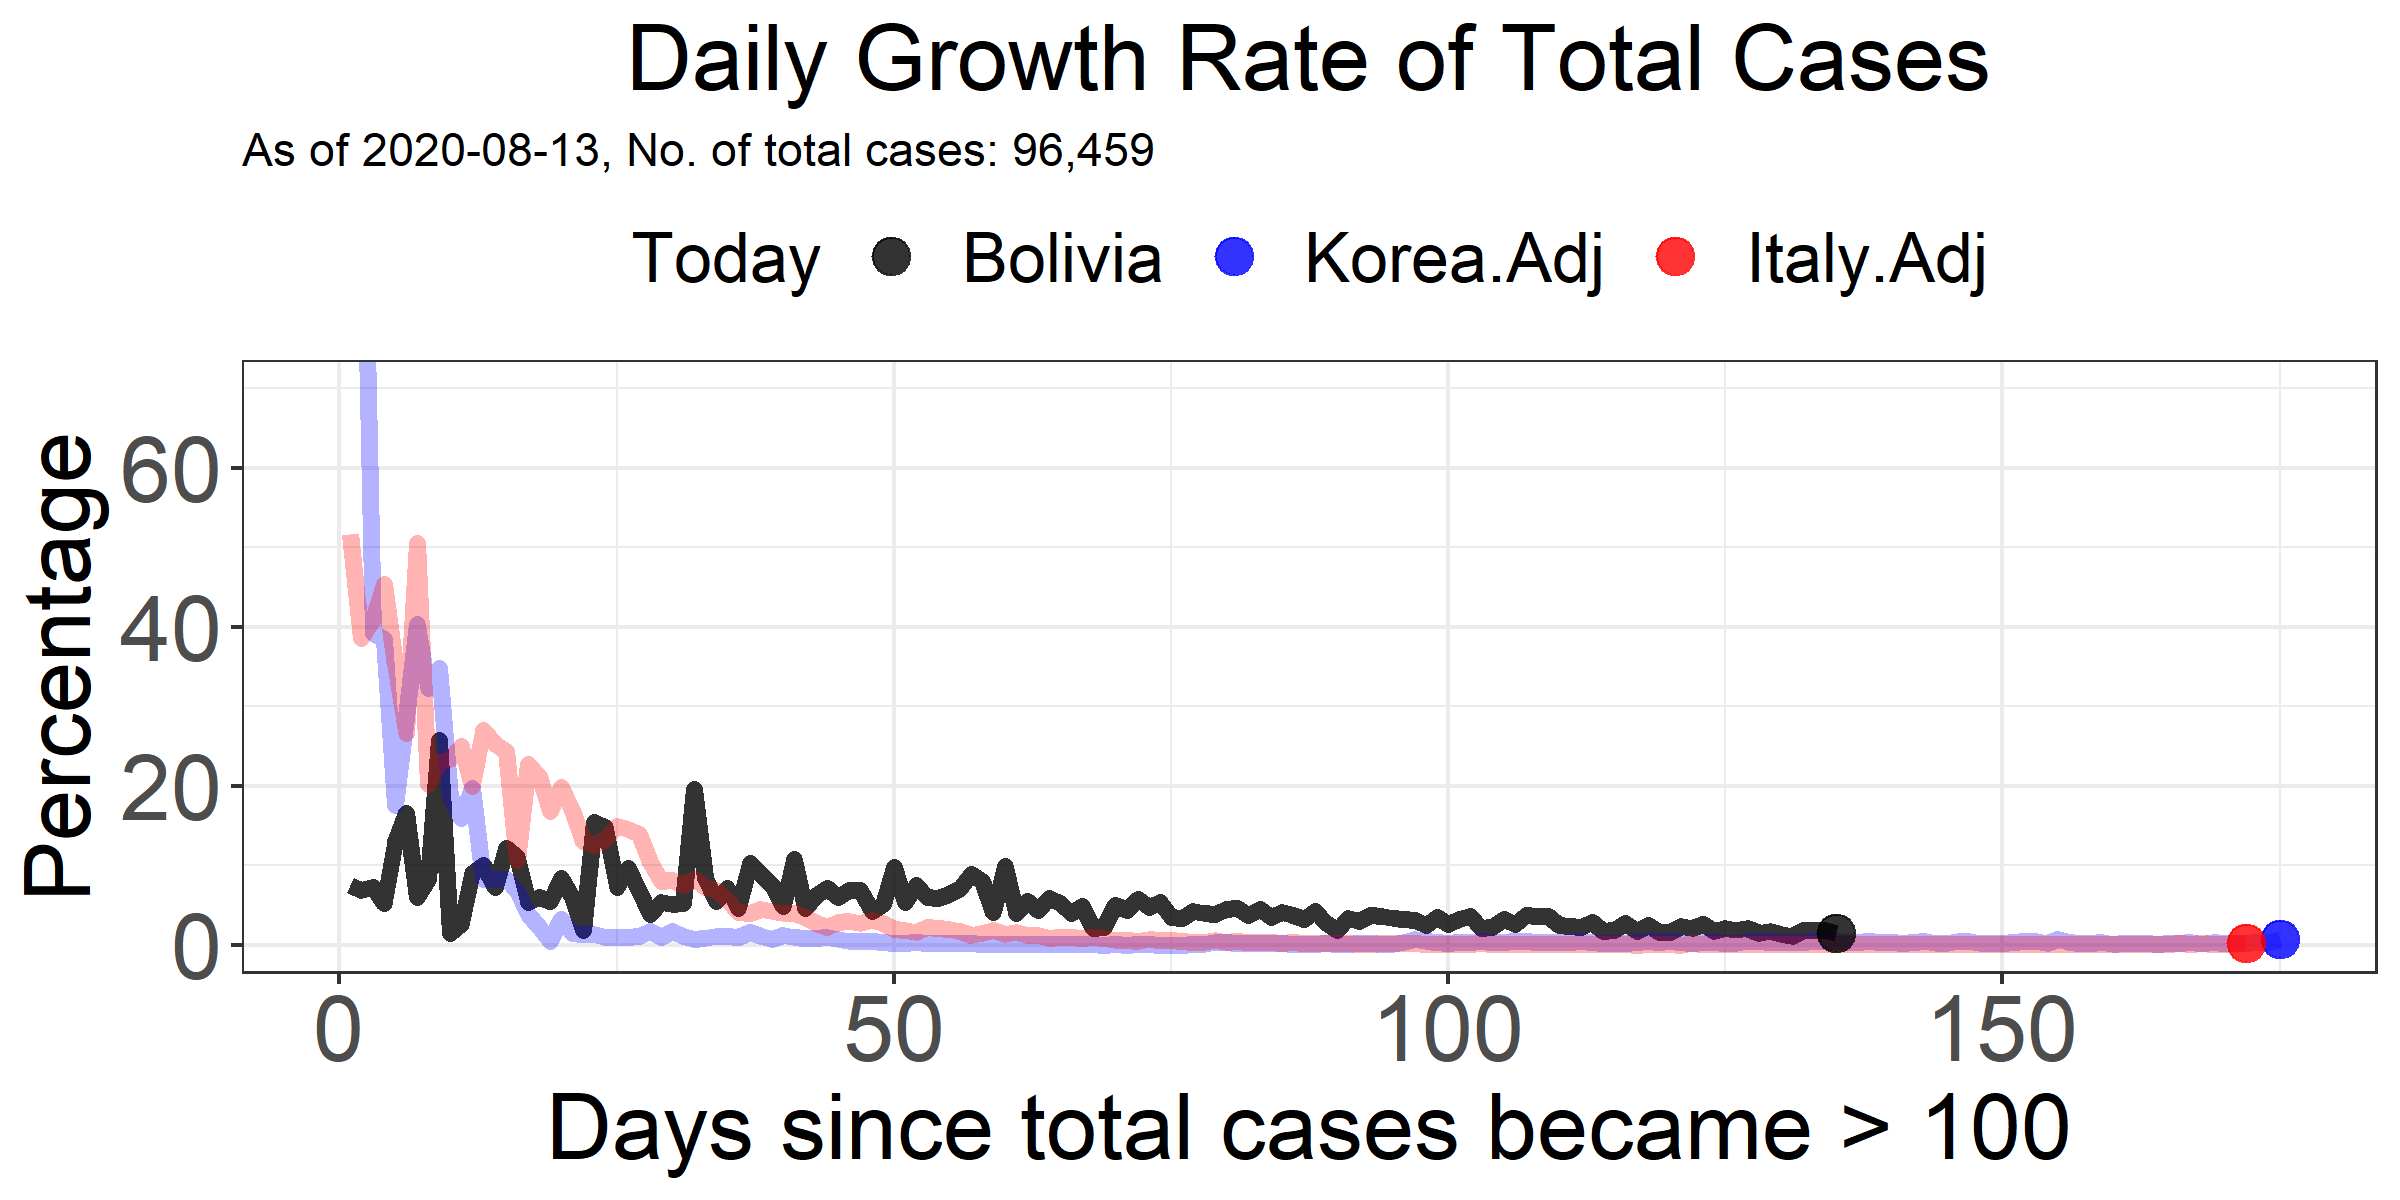 Daily Growth Rate of Total Cases
As of 2020-08-13, No. of total cases: 96,459
Today Bolivia Korea.Adj Italy.Adj
Percentage
60
40
20
0
0 50 100 150
Days since total cases became > 100